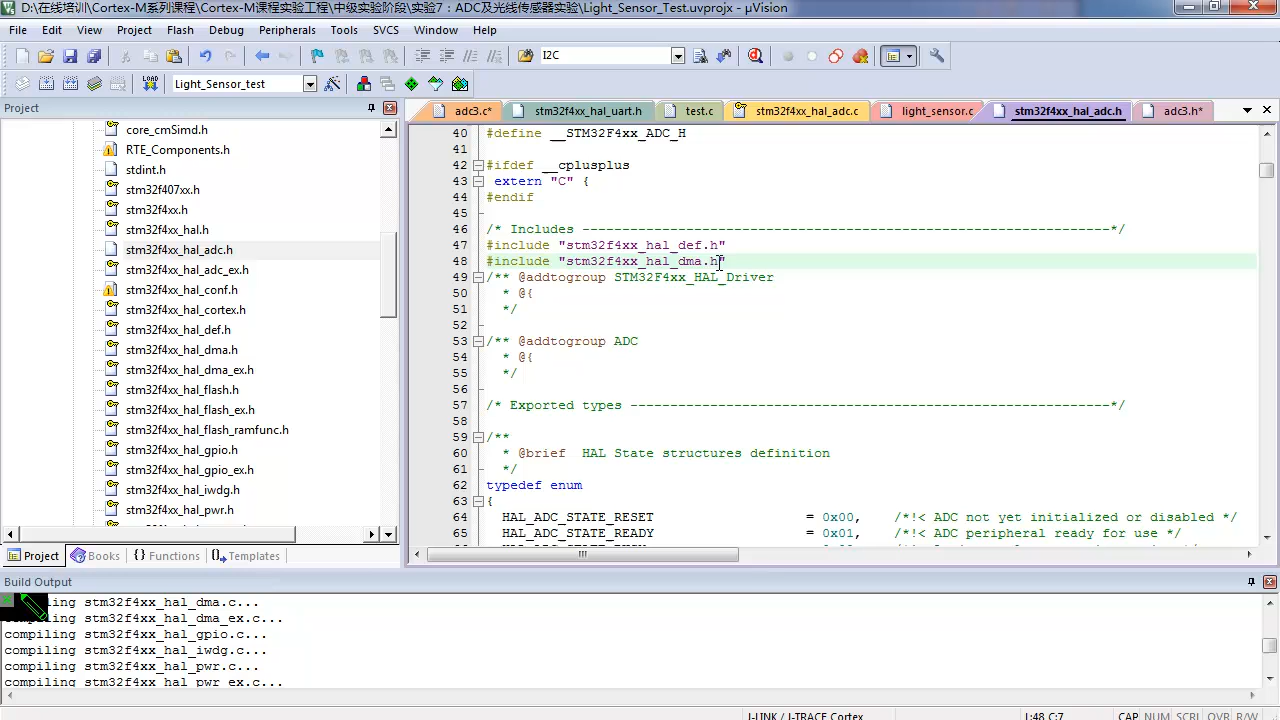 D:\在线培训\Cortex-M系列课程\Cortex-M课程实验工程\中级实验阶段\实验7：ADC及光线传感器实验\Light_Sensor_Test.uvprojx - µVision
File Edit View Project Flash Debug Peripherals Tools SVCS Window Help
I2C
LOAD Light_Sensor_test
Project
adc3.c* stm32f4xx_hal_uart.h test.c stm32f4xx_hal_adc.c light_sensor.c stm32f4xx_hal_adc.h adc3.h*
core_cmSimd.h
RTE_Components.h
stdint.h
stm32f407xx.h
stm32f4xx.h
stm32f4xx_hal.h
stm32f4xx_hal_adc.h
stm32f4xx_hal_adc_ex.h
stm32f4xx_hal_conf.h
stm32f4xx_hal_cortex.h
stm32f4xx_hal_def.h
stm32f4xx_hal_dma.h
stm32f4xx_hal_dma_ex.h
stm32f4xx_hal_flash.h
stm32f4xx_hal_flash_ex.h
stm32f4xx_hal_flash_ramfunc.h
stm32f4xx_hal_gpio.h
stm32f4xx_hal_gpio_ex.h
stm32f4xx_hal_iwdg.h
stm32f4xx_hal_pwr.h
40 #define __STM32F4xx_ADC_H
41
42 #ifdef __cplusplus
43 extern "C" {
44 #endif
45
46 /* Includes ------------------------------------------------------------------*/
47 #include "stm32f4xx_hal_def.h"
48 #include "stm32f4xx_hal_dma.h"
49 /** @addtogroup STM32F4xx_HAL_Driver
50 * @{
51 */
52
53 /** @addtogroup ADC
54 * @{
55 */
56
57 /* Exported types ------------------------------------------------------------*/
58
59 /**
60 * @brief  HAL State structures definition
61 */
62 typedef enum
63 {
64 HAL_ADC_STATE_RESET = 0x00, /*!< ADC not yet initialized or disabled */
65 HAL_ADC_STATE_READY = 0x01, /*!< ADC peripheral ready for use */
Project Books {} Functions Templates
Build Output
ling stm32f4xx_hal_dma.c...
compiling stm32f4xx_hal_dma_ex.c...
compiling stm32f4xx_hal_gpio.c...
compiling stm32f4xx_hal_iwdg.c...
compiling stm32f4xx_hal_pwr.c...
compiling stm32f4xx_hal_pwr_ex.c...
J-LINK / J-TRACE Cortex L:48 C:7 CAP NUM SCRL OVR R/W